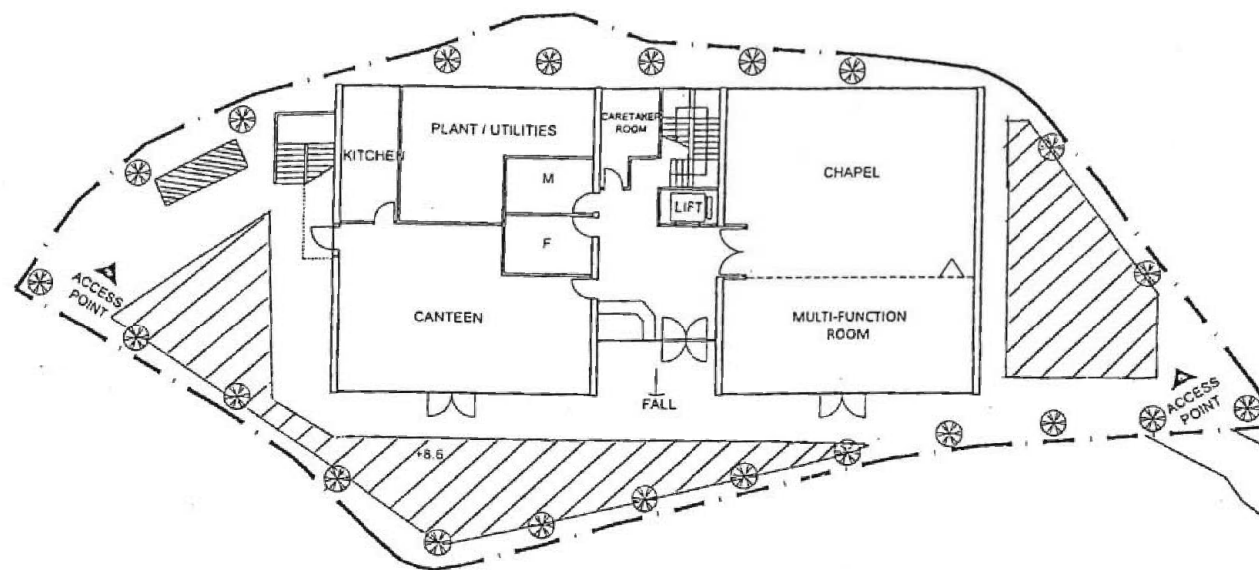 PLANT / UTILITIES
CARETAKER
ROOM
KITCHEN
M
CHAPEL
LIFT
F
ACCESS
POINT
CANTEEN
MULTI-FUNCTION
ROOM
FALL
ACCESS
POINT
+8.6